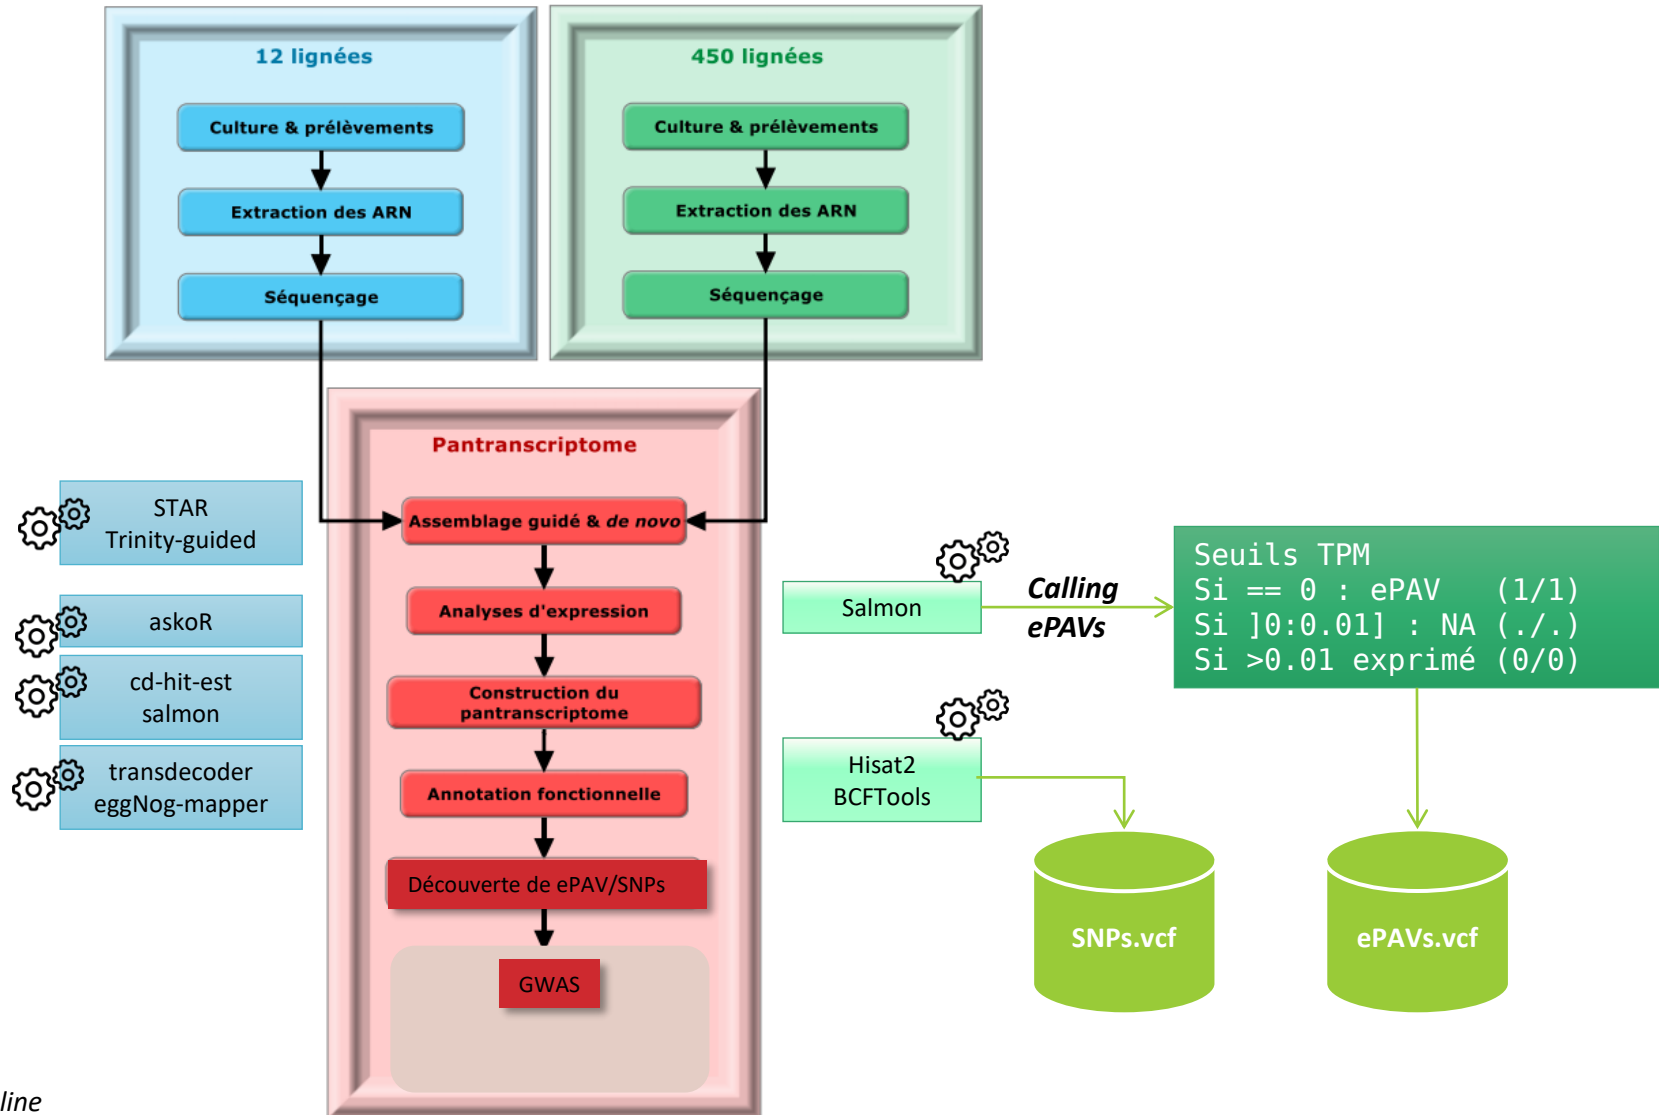 12 lignées
Culture & prélèvements
Extraction des ARN
Séquençage
450 lignées
Culture & prélèvements
Extraction des ARN
Séquençage
Pantranscriptome
Assemblage guidé & de novo
Analyses d'expression
Construction du
pantranscriptome
Annotation fonctionnelle
Découverte de ePAV/SNPs
GWAS
STAR
Trinity-guided
askoR
cd-hit-est
salmon
transdecoder
eggNog-mapper
Salmon
Calling
ePAVs
Seuils TPM
Si == 0 : ePAV (1/1)
Si ]0:0.01] : NA (./.)
Si >0.01 exprimé (0/0)
Hisat2
BCFTools
SNPs.vcf
ePAVs.vcf
line